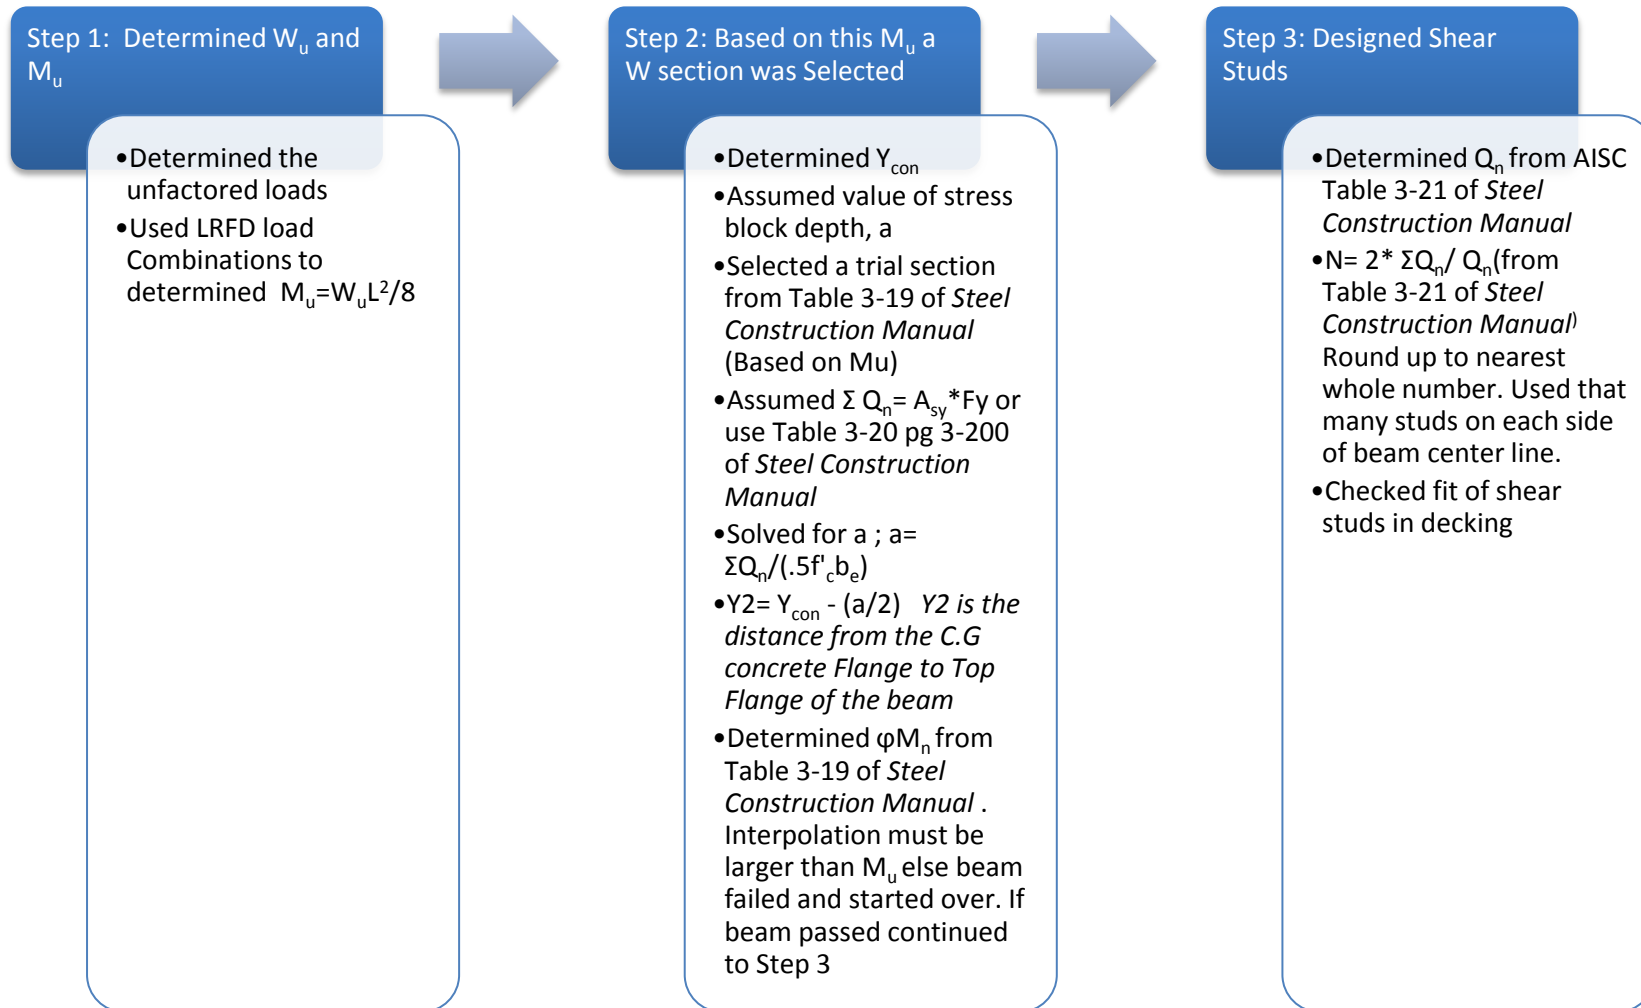 Step 1:  Determined Wu and
Mu
•Determined the
unfactored loads
•Used LRFD load
Combinations to
determined  Mu=WuL²/8
Step 2: Based on this Mu a
W section was Selected
•Determined Ycon
•Assumed value of stress
block depth, a
•Selected a trial section
from Table 3-19 of Steel
Construction Manual
(Based on Mu)
•Assumed Σ Qn= Asy*Fy or
use Table 3-20 pg 3-200
of Steel Construction
Manual
•Solved for a ; a=
ΣQn/(.5f'cbe)
•Y2= Ycon - (a/2)   Y2 is the
distance from the C.G
concrete Flange to Top
Flange of the beam
•Determined φMn from
Table 3-19 of Steel
Construction Manual .
Interpolation must be
larger than Mu else beam
failed and started over. If
beam passed continued
to Step 3
Step 3: Designed Shear
Studs
•Determined Qn from AISC
Table 3-21 of Steel
Construction Manual
•N= 2* ΣQn/ Qn(from
Table 3-21 of Steel
Construction Manual)
Round up to nearest
whole number. Used that
many studs on each side
of beam center line.
•Checked fit of shear
studs in decking